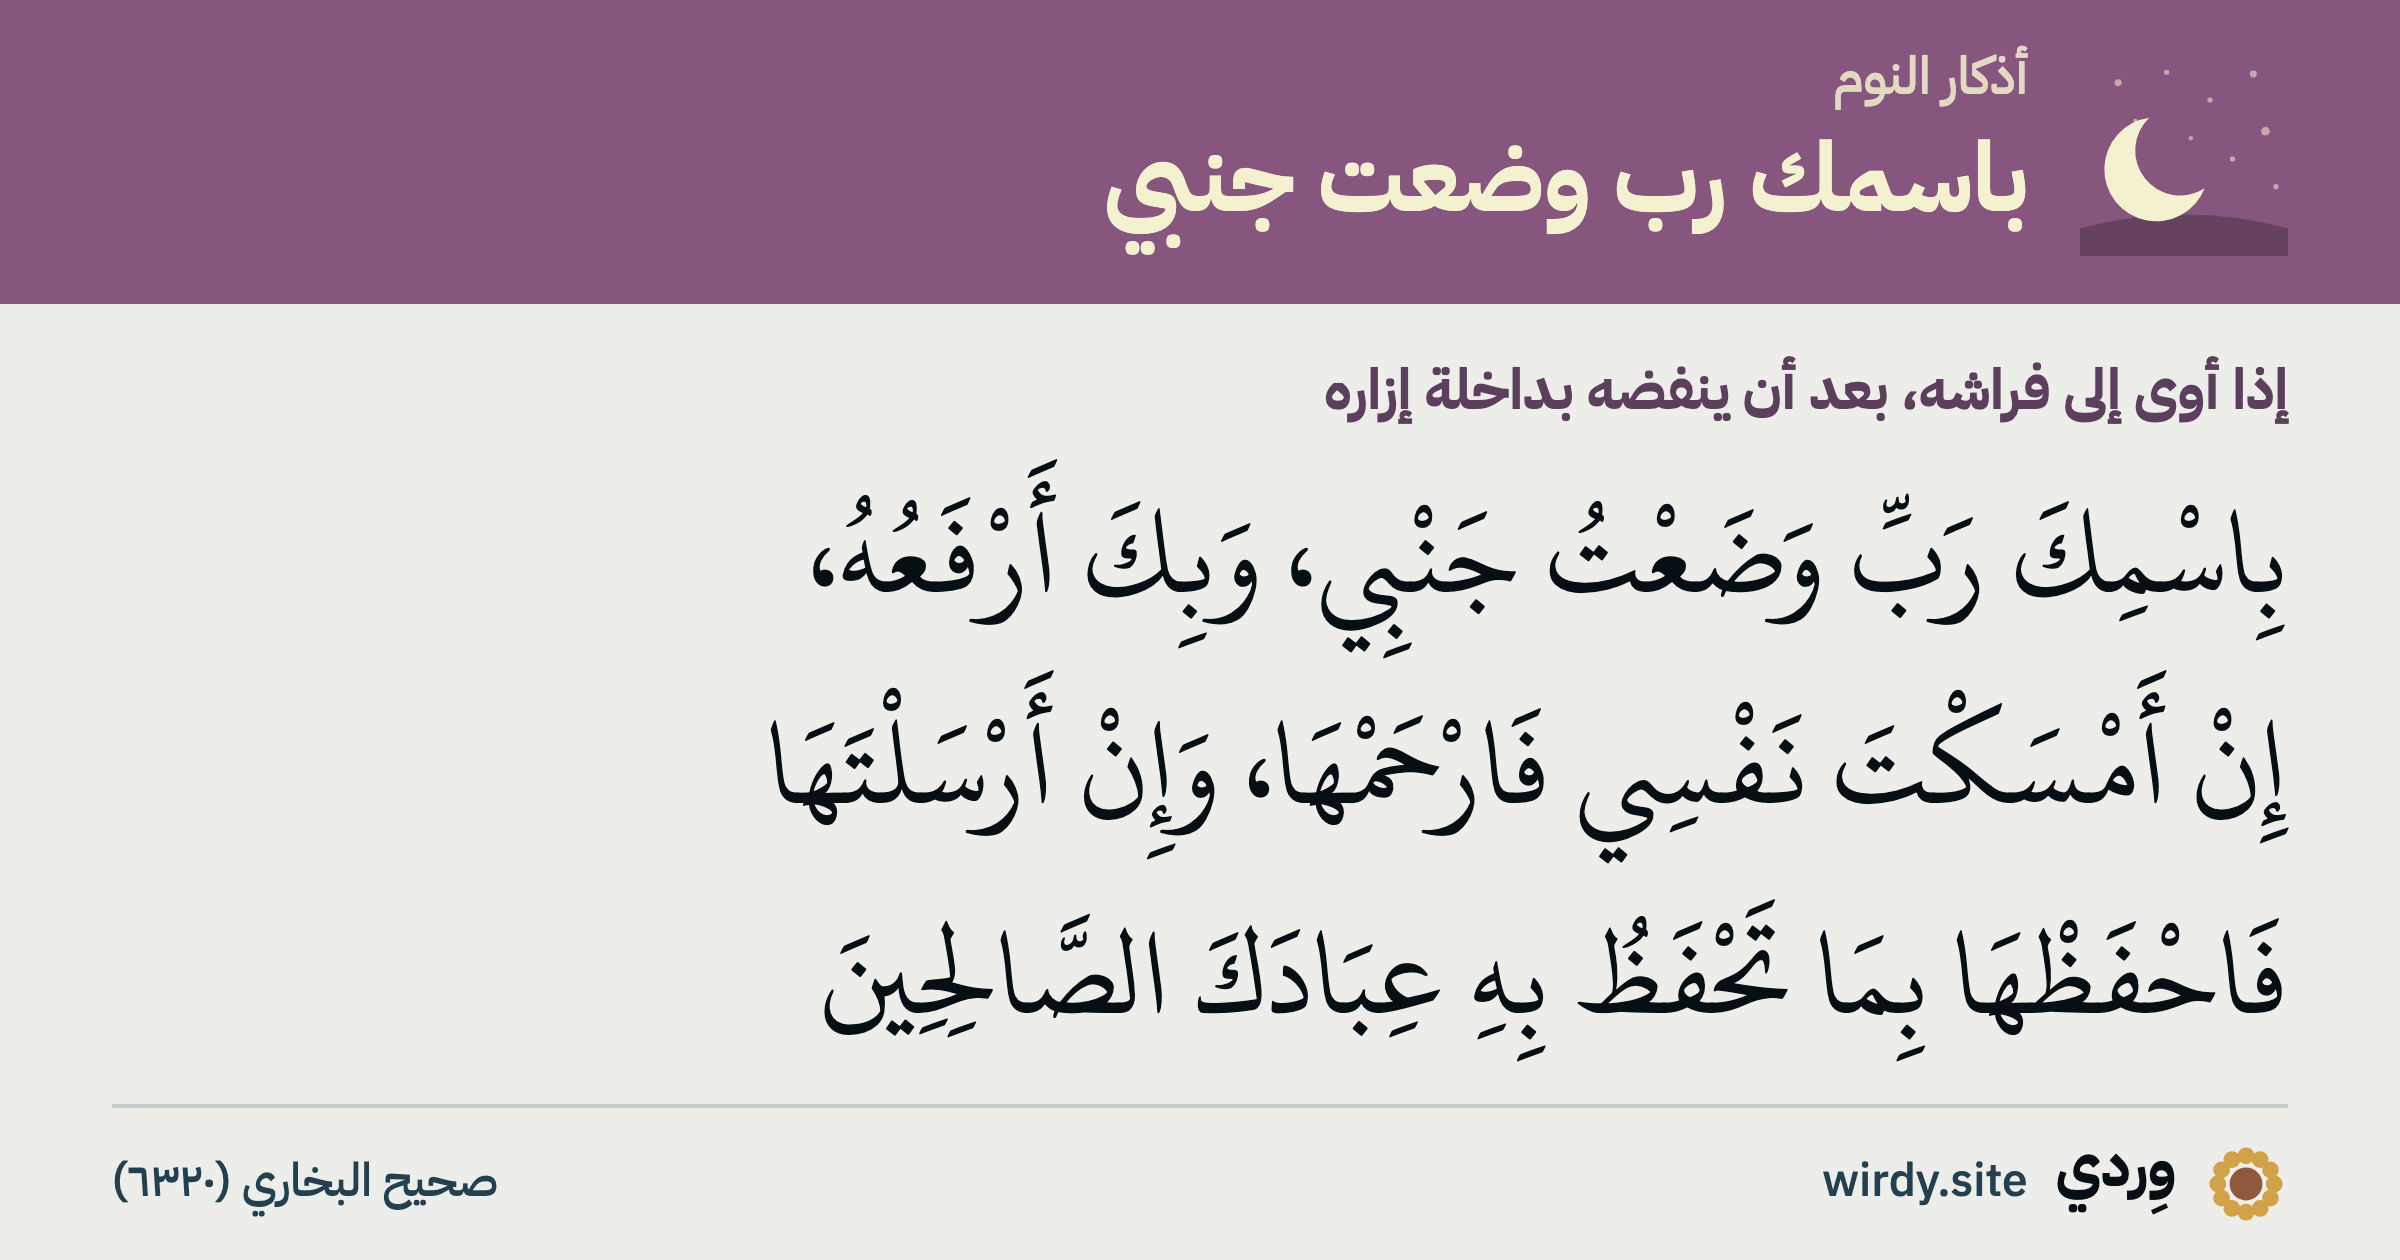 أذكار النوم
باسمك رب وضعت جنبي
إذا أوى إلى فراشه، بعد أن ينفضه بداخلة إزاره
بِاسْمِكَ رَبِّ وَضَعْتُ جَنْبِي، وَبِكَ أَرْفَعُهُ،
إِنْ أَمْسَكْتَ نَفْسِي فَارْحَمْهَا، وَإِنْ أَرْسَلْتَهَا
فَاحْفَظْهَا بِمَا تَحْفَظُ بِهِ عِبَادَكَ الصَّالِحِينَ
وِردي wirdy.site
صحيح البخاري (٦٣٢٠)